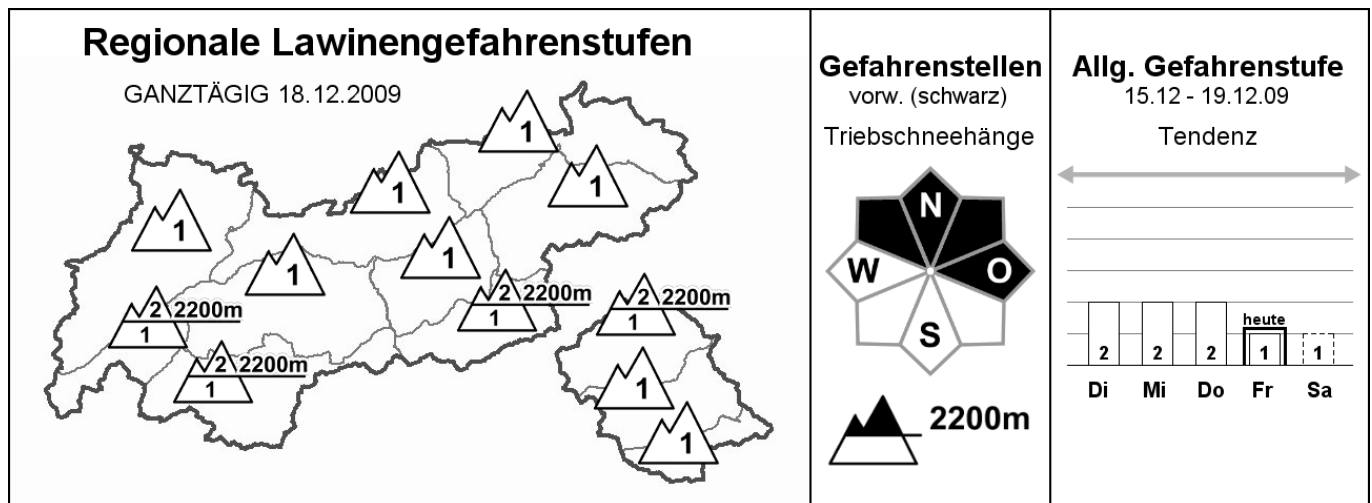 Regionale Lawinengefahrenstufen
GANZTÄGIG 18.12.2009
1
1
1
1
1
1
1
2 2200m
1
2 2200m
1
2 2200m
1
2 2200m
1
1
1
Gefahrenstellen
vorw. (schwarz)
Triebschneehänge
N
W O
S
2200m
Allg. Gefahrenstufe
15.12 - 19.12.09
Tendenz
heute
2 2 2 1 1
Di Mi Do Fr Sa